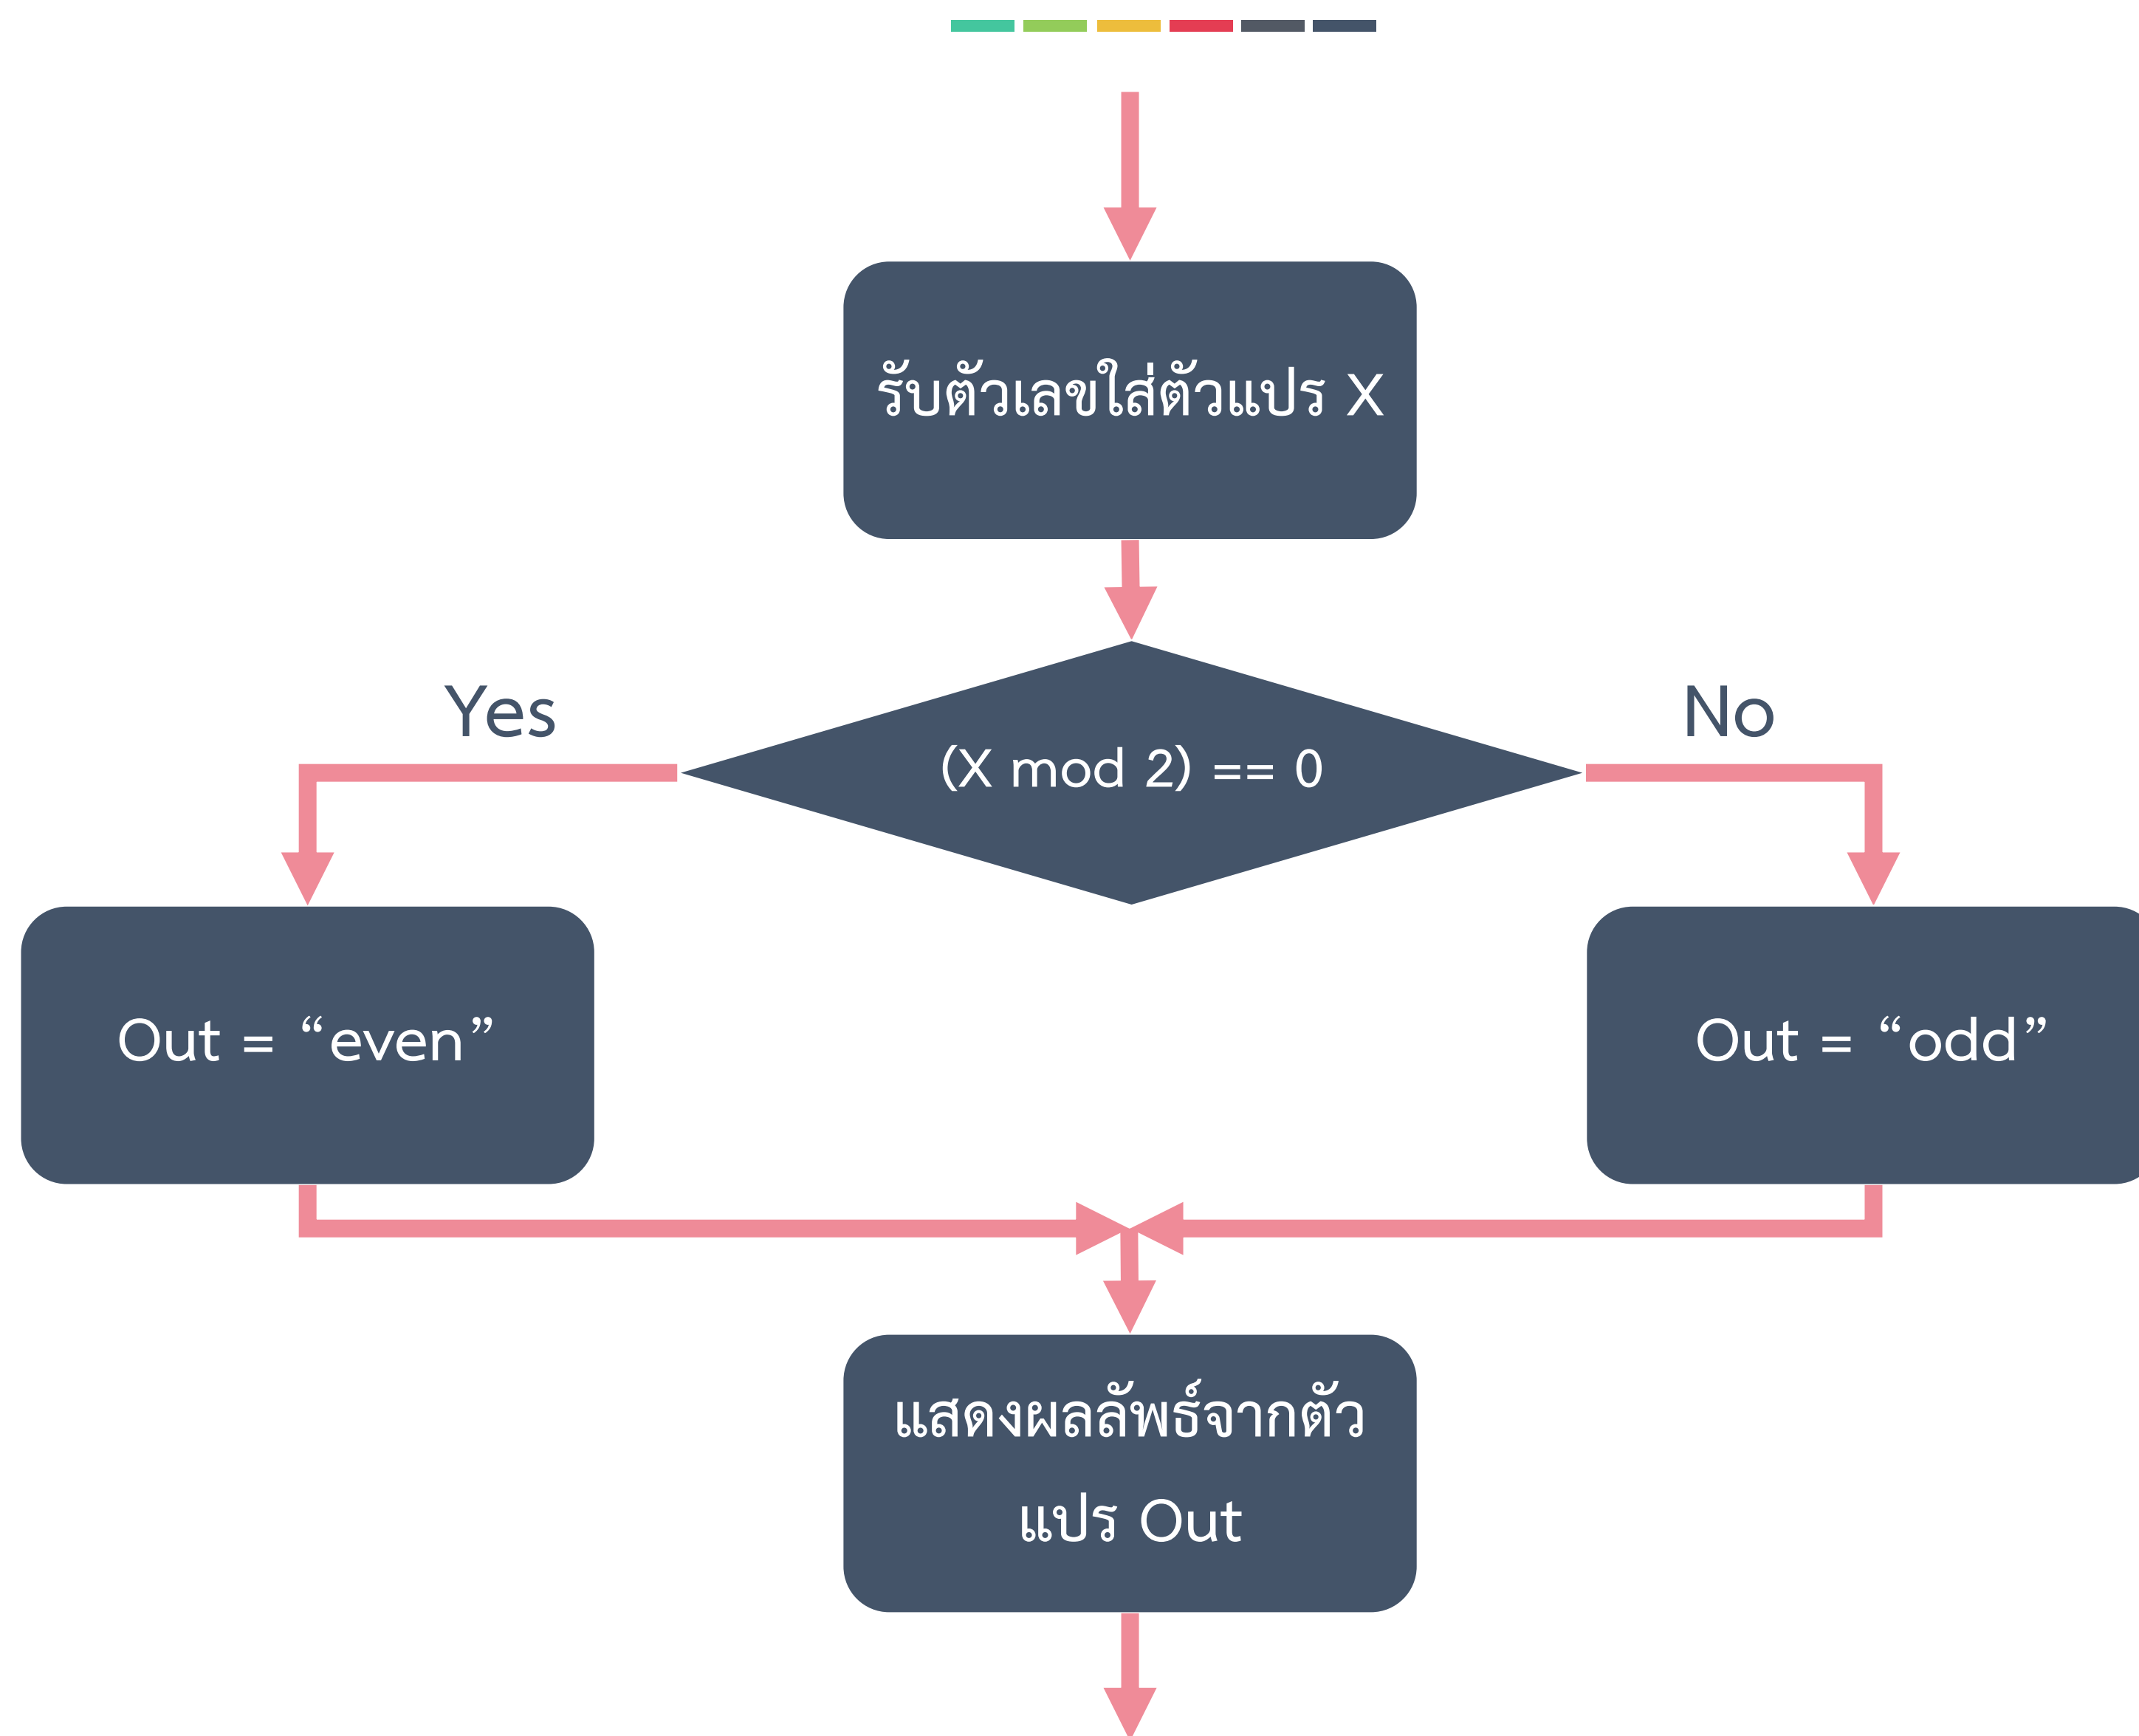 รับตัวเลขใส่ตัวแปร X
Yes
No
(X mod 2) == 0
Out = “even”
Out = “odd”
แสดงผลลัพธ์จากตัว
แปร Out